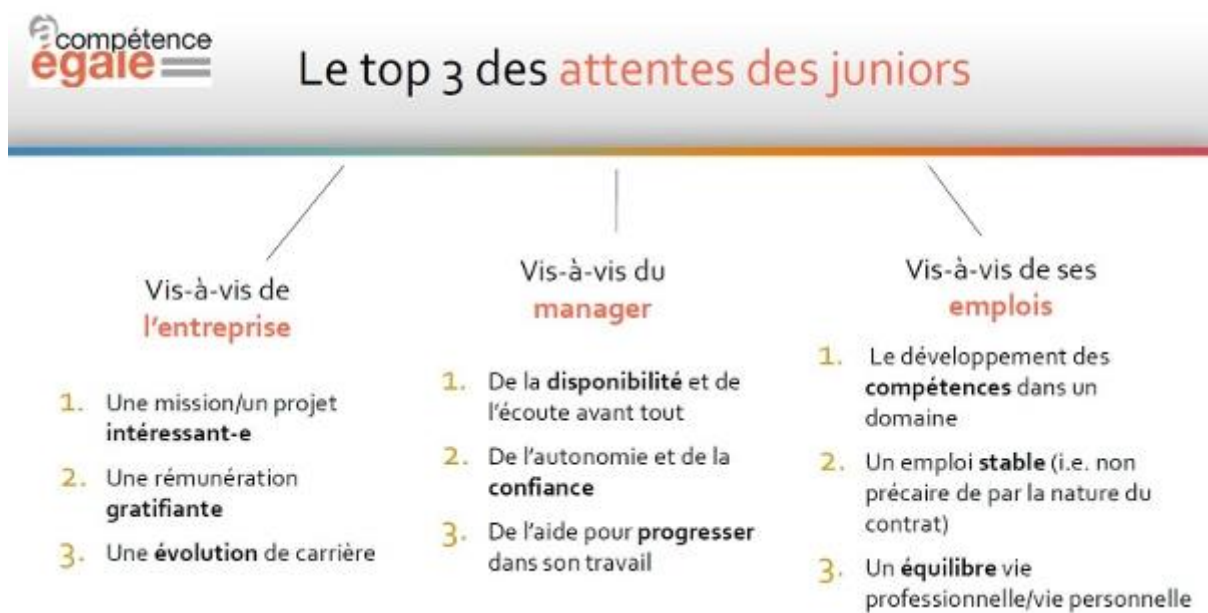 à compétence
égale
Le top 3 des attentes des juniors
Vis-à-vis de
l'entreprise
1. Une mission/un projet
intéressant-e
2. Une rémunération
gratifiante
3. Une évolution de carrière
Vis-à-vis du
manager
1. De la disponibilité et de
l'écoute avant tout
2. De l'autonomie et de la
confiance
3. De l'aide pour progresser
dans son travail
Vis-à-vis de ses
emplois
1. Le développement des
compétences dans un
domaine
2. Un emploi stable (i.e. non
précaire de par la nature du
contrat)
3. Un équilibre vie
professionnelle/vie personnelle